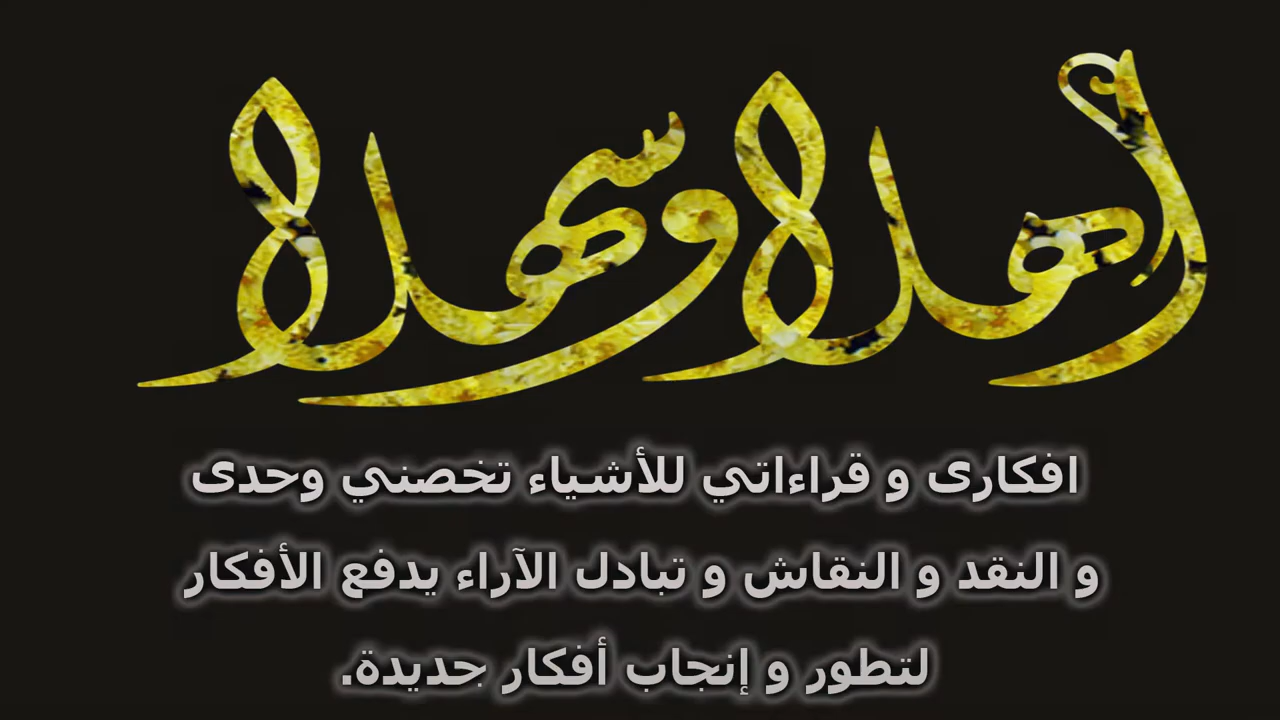 أهلا وسهلا
افكارى و قراءاتي للأشياء تخصني وحدى
و النقد و النقاش و تبادل الآراء يدفع الأفكار
لتطور و إنجاب أفكار جديدة.